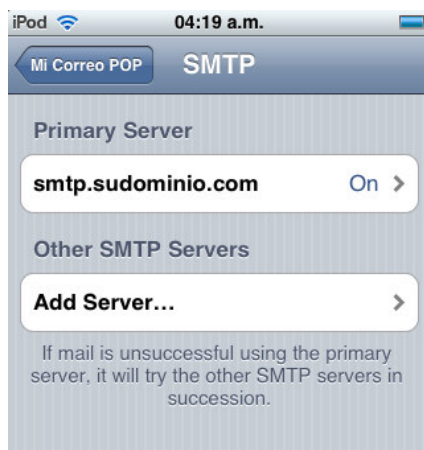 iPod 04:19 a.m.
Mi Correo POP SMTP
Primary Server
smtp.sudominio.com On
Other SMTP Servers
Add Server...
If mail is unsuccessful using the primary
server, it will try the other SMTP servers in
succession.